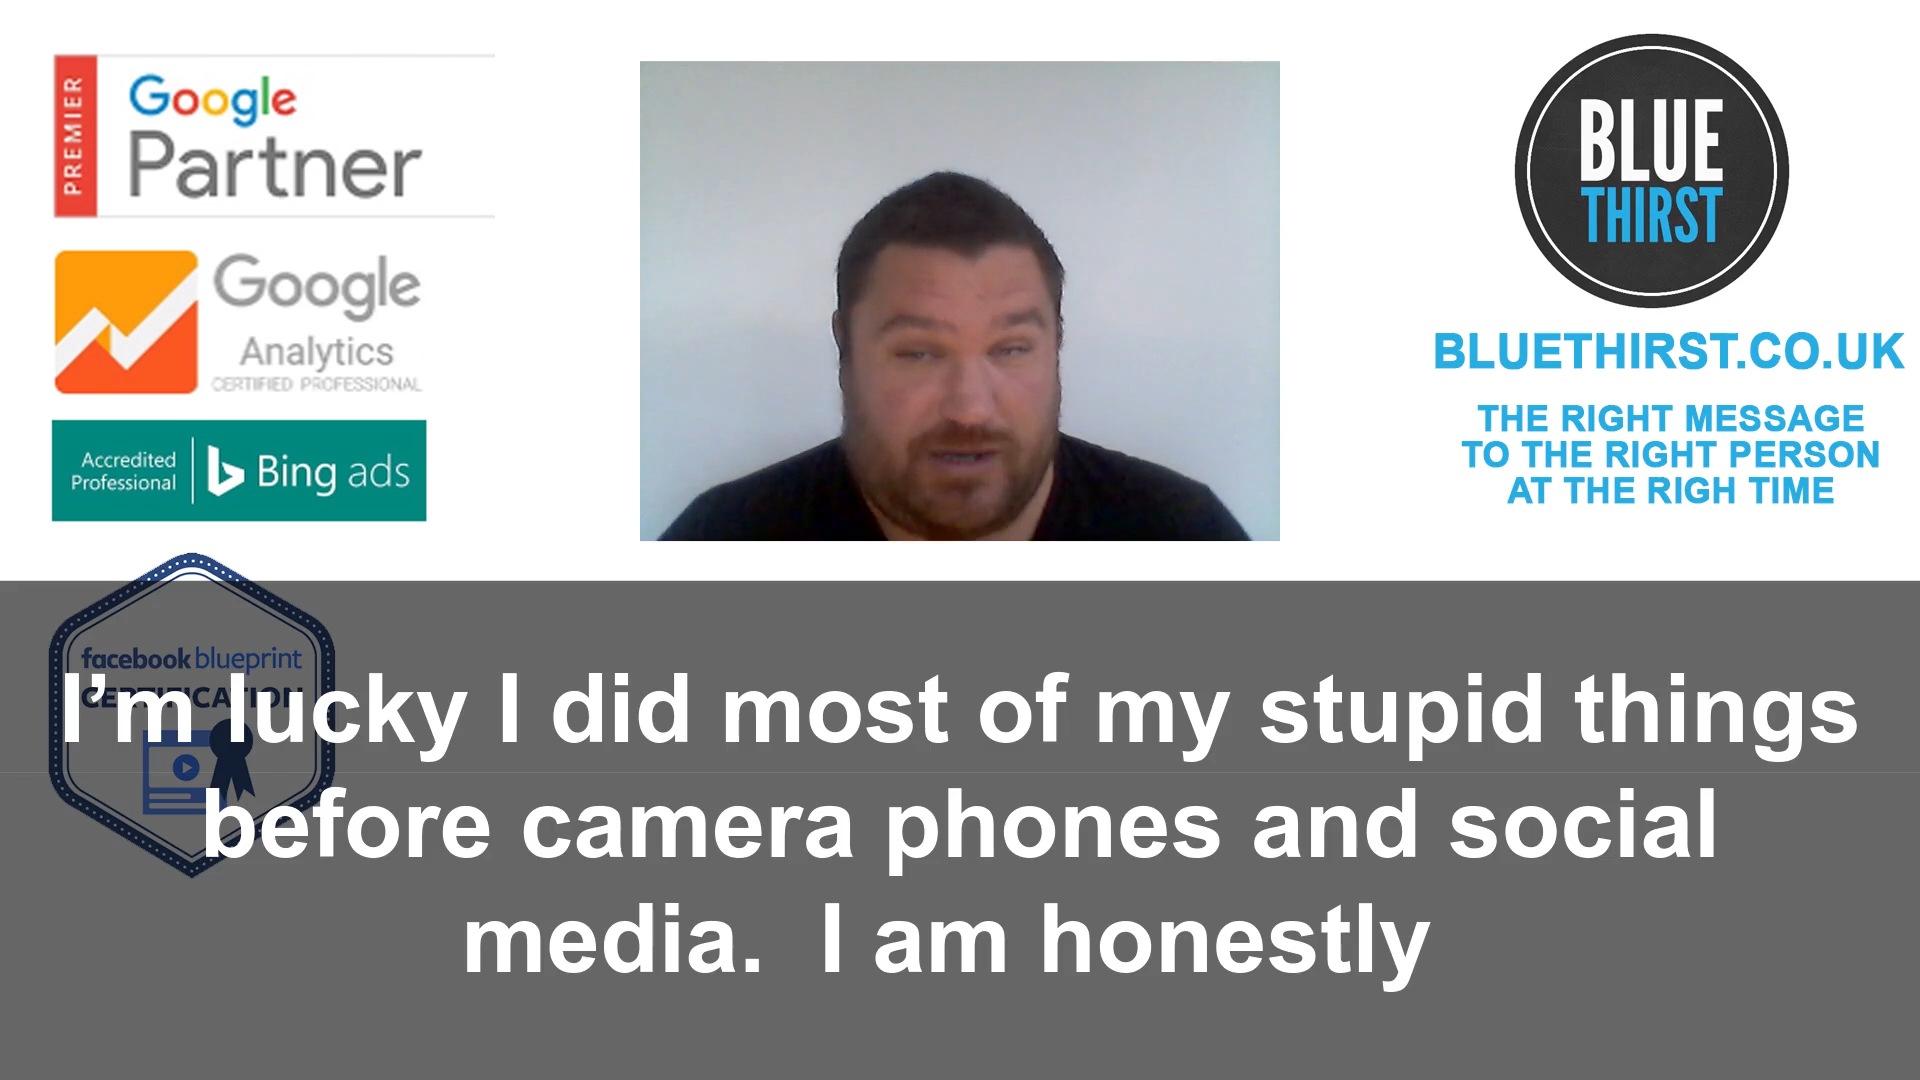 PREMIER
Google
Partner
Google
Analytics
CERTIFIED PROFESSIONAL
Accredited
Professional
Bing ads
BLUE
THIRST
BLUETHIRST.CO.UK
THE RIGHT MESSAGE
TO THE RIGHT PERSON
AT THE RIGH TIME
facebook blueprint
CERTIFICATION
I’m lucky I did most of my stupid things
before camera phones and social
media.  I am honestly